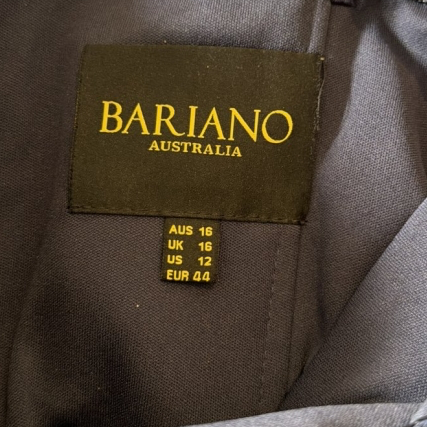 BARIANO
AUSTRALIA
AUS 16
UK 16
US 12
EUR 44